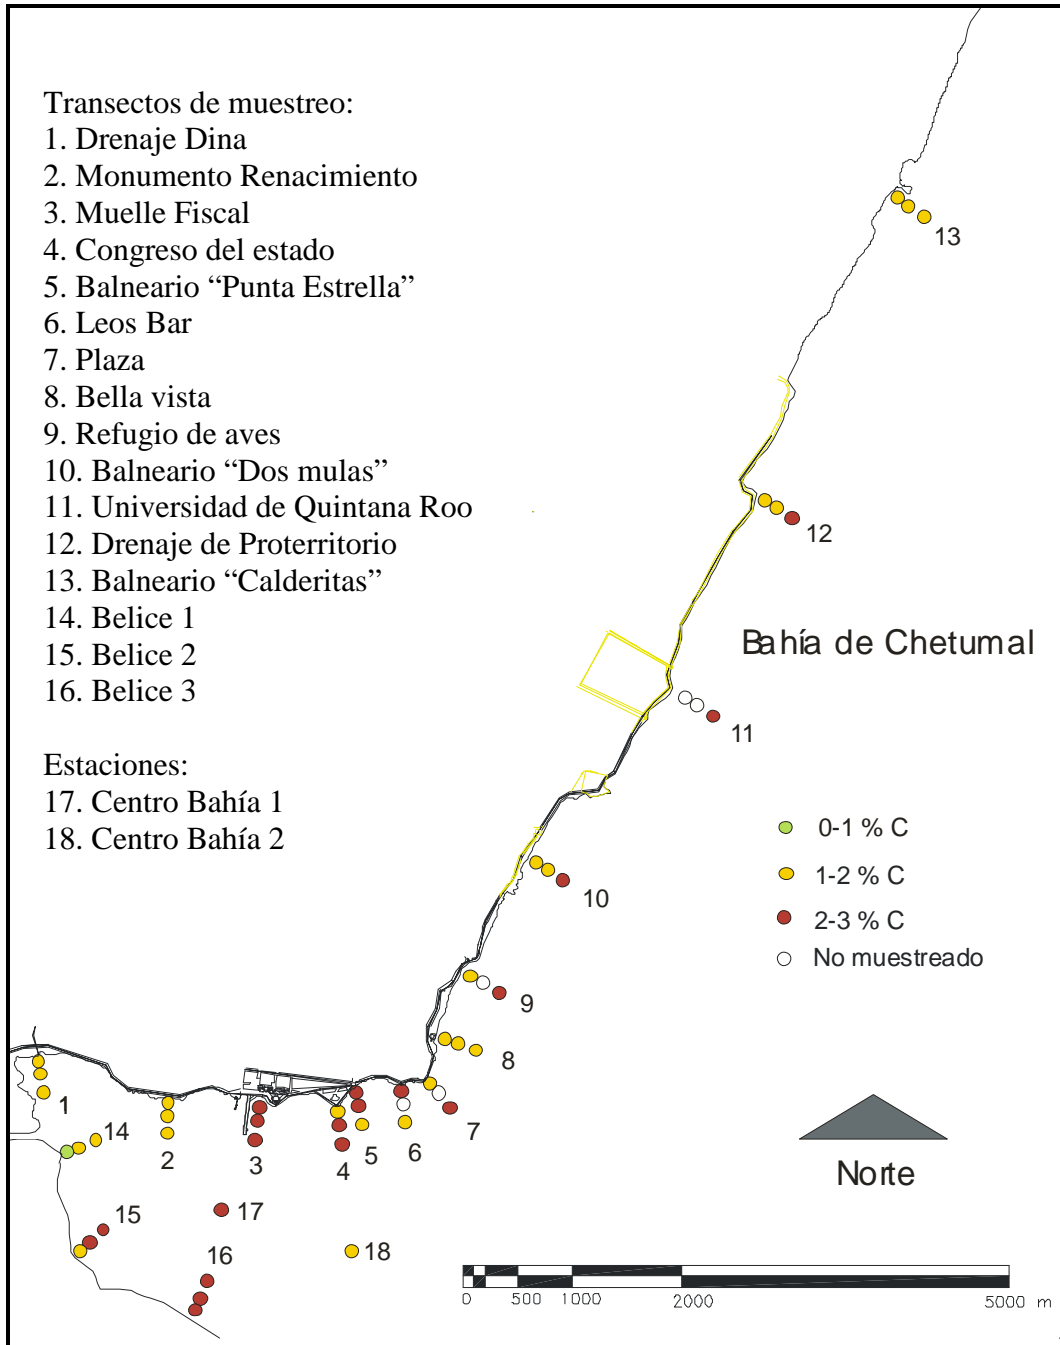 Transectos de muestreo:
1. Drenaje Dina
2. Monumento Renacimiento
3. Muelle Fiscal
4. Congreso del estado
5. Balneario “Punta Estrella”
6. Leos Bar
7. Plaza
8. Bella vista
9. Refugio de aves
10. Balneario “Dos mulas”
11. Universidad de Quintana Roo
12. Drenaje de Proterritorio
13. Balneario “Calderitas”
14. Belice 1
15. Belice 2
16. Belice 3
Estaciones:
17. Centro Bahía 1
18. Centro Bahía 2
13
12
Bahía de Chetumal
11
0-1 % C
1-2 % C
2-3 % C
No muestreado
10
9
8
7
6
5
4
3
2
1
14
15
16
17
18
Norte
0 500 1000 2000 5000 m